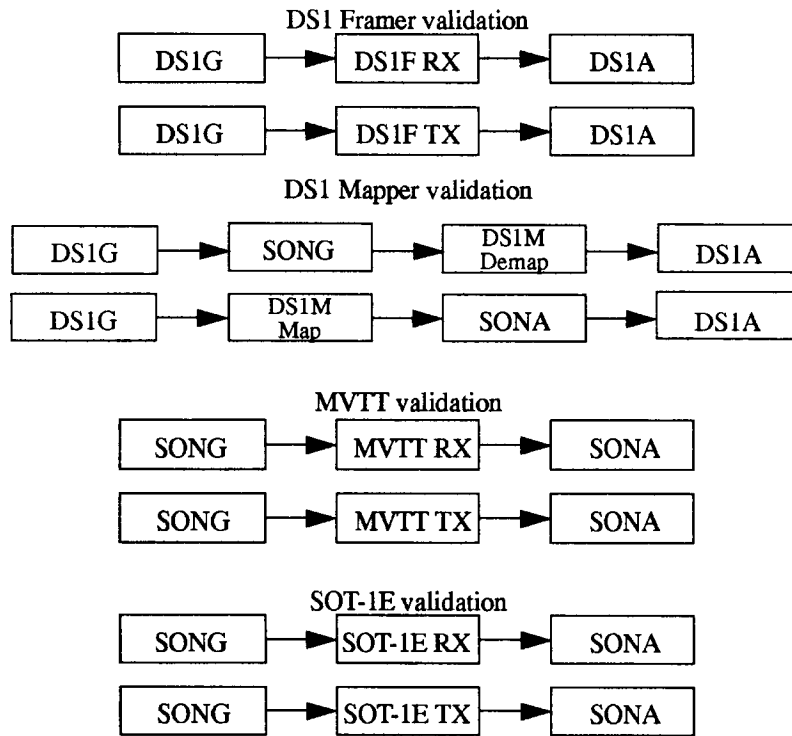 DS1 Framer validation
DS1G DS1F RX DS1A
DS1G DS1F TX DS1A
DS1 Mapper validation
DS1G SONG DS1M Demap DS1A
DS1G DS1M Map SONA DS1A
MVTT validation
SONG MVTT RX SONA
SONG MVTT TX SONA
SOT-1E validation
SONG SOT-1E RX SONA
SONG SOT-1E TX SONA